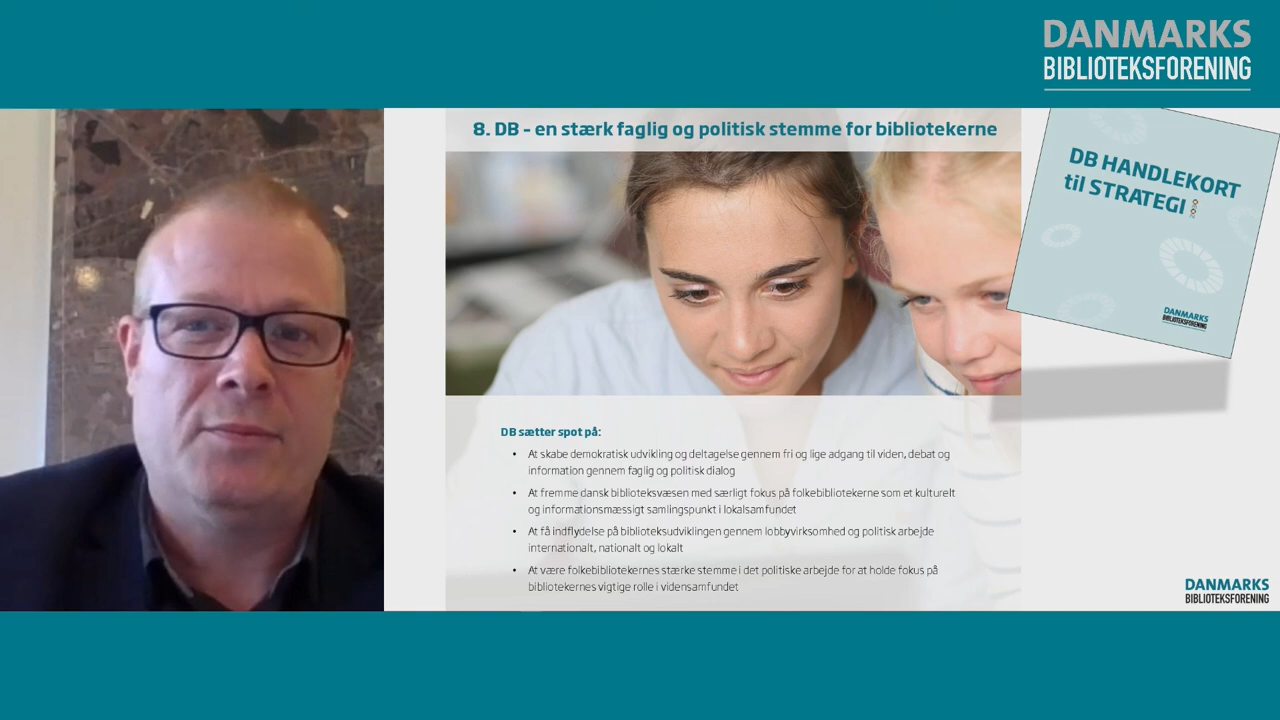 DANMARKS
BIBLIOTEKSFORENING
8. DB - en stærk faglig og politisk stemme for bibliotekerne
DB HANDLEKORT
til STRATEGI
DANMARKS
BIBLIOTEKSFORENING
DB sætter spot på:
• At skabe demokratisk udvikling og deltagelse gennem fri og lige adgang til viden, debat og
information gennem faglig og politisk dialog
• At fremme dansk biblioteksvæsen med særligt fokus på folkebibliotekerne som et kulturelt
og informationsmæssigt samlingspunkt i lokalsamfundet
• At få indflydelse på biblioteksudviklingen gennem lobbyvirksomhed og politisk arbejde
internationalt, nationalt og lokalt
• At være folkebibliotekernes stærke stemme i det politiske arbejde for at holde fokus på
bibliotekernes vigtige rolle i vidensamfundet
DANMARKS
BIBLIOTEKSFORENING